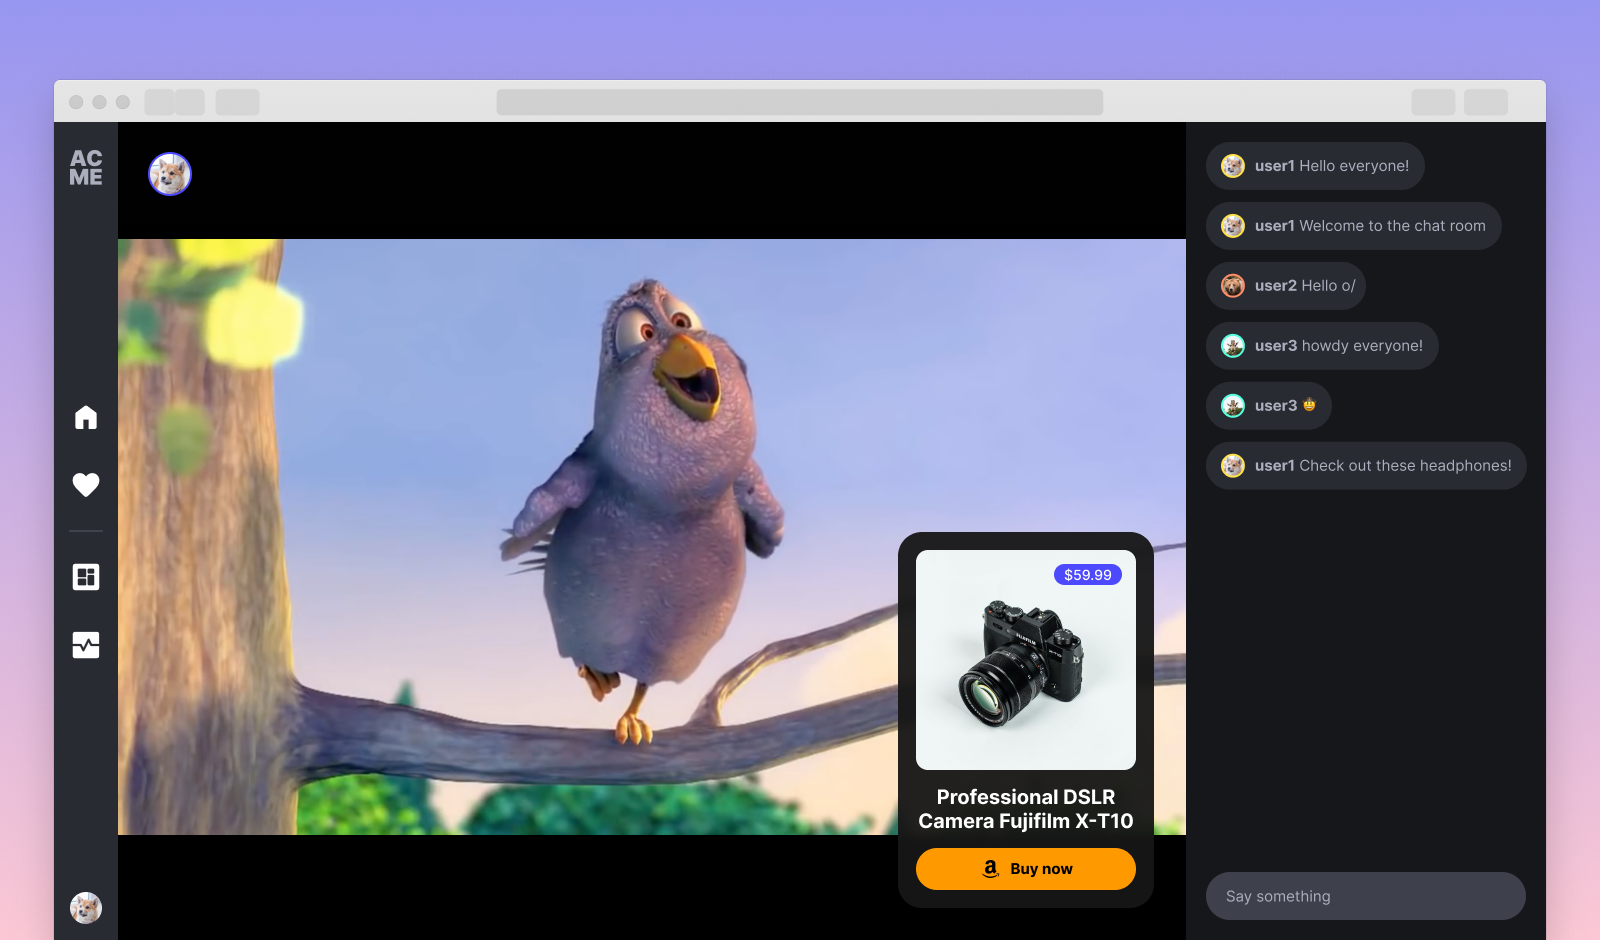 AC
ME
user1 Hello everyone!
user1 Welcome to the chat room
user2 Hello o/
user3 howdy everyone!
user3 🤠
user1 Check out these headphones!
$59.99
FUJIFILM
Professional DSLR
Camera Fujifilm X-T10
Buy now
Say something